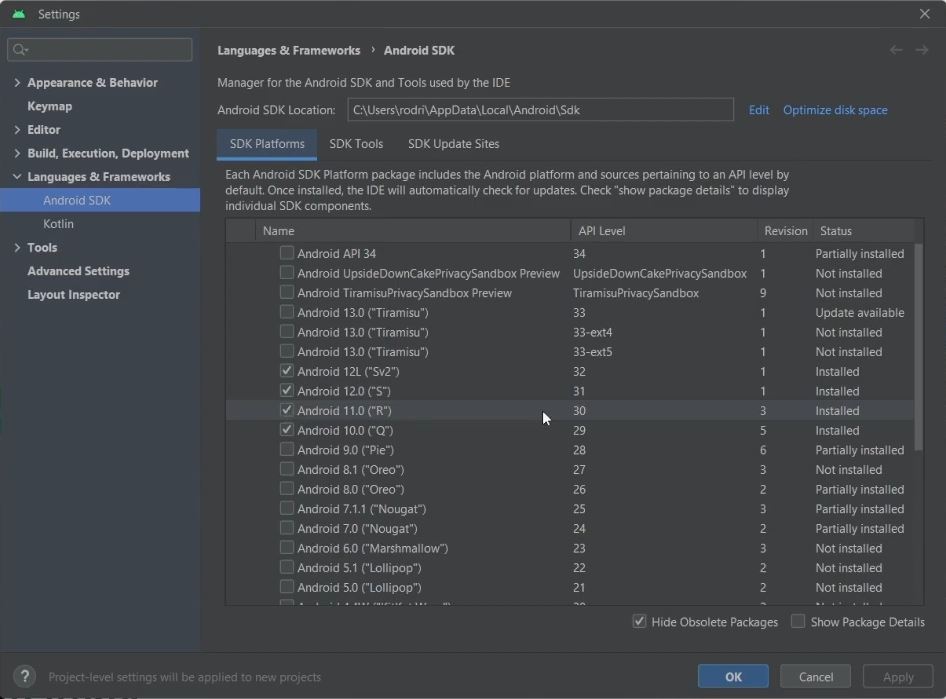 Settings
Languages & Frameworks › Android SDK
Appearance & Behavior
Keymap
Editor
Build, Execution, Deployment
Languages & Frameworks
Android SDK
Kotlin
Tools
Advanced Settings
Layout Inspector
Manager for the Android SDK and Tools used by the IDE
Android SDK Location: C:\Users\rodri\AppData\Local\Android\Sdk Edit Optimize disk space
SDK Platforms SDK Tools SDK Update Sites
Each Android SDK Platform package includes the Android platform and sources pertaining to an API level by
default. Once installed, the IDE will automatically check for updates. Check "show package details" to display
individual SDK components.
Name API Level Revision Status
Android API 34 34 1 Partially installed
Android UpsideDownCakePrivacySandbox Preview UpsideDownCakePrivacySandbox 1 Not installed
Android TiramisuPrivacySandbox Preview TiramisuPrivacySandbox 9 Not installed
Android 13.0 ("Tiramisu") 33 1 Update available
Android 13.0 ("Tiramisu") 33-ext4 1 Not installed
Android 13.0 ("Tiramisu") 33-ext5 1 Not installed
Android 12L ("Sv2") 32 1 Installed
Android 12.0 ("S") 31 1 Installed
Android 11.0 ("R") 30 3 Installed
Android 10.0 ("Q") 29 5 Installed
Android 9.0 ("Pie") 28 6 Partially installed
Android 8.1 ("Oreo") 27 3 Not installed
Android 8.0 ("Oreo") 26 2 Partially installed
Android 7.1.1 ("Nougat") 25 3 Partially installed
Android 7.0 ("Nougat") 24 2 Partially installed
Android 6.0 ("Marshmallow") 23 3 Not installed
Android 5.1 ("Lollipop") 22 2 Not installed
Android 5.0 ("Lollipop") 21 2 Not installed
Hide Obsolete Packages Show Package Details
? Project-level settings will be applied to new projects
OK Cancel Apply